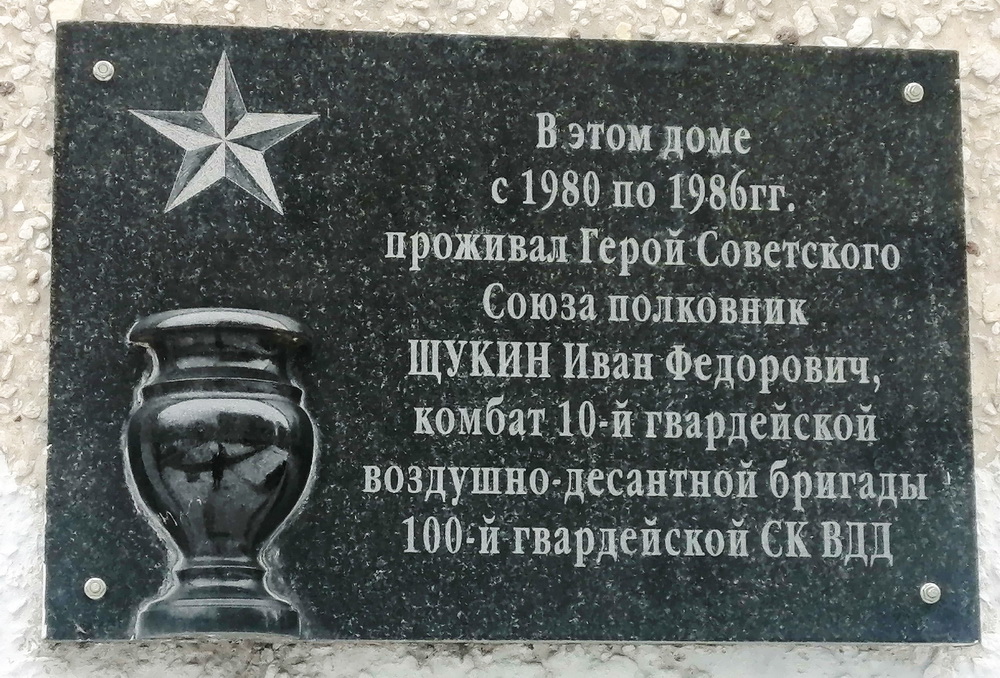 В этом доме
с 1980 по 1986гг.
проживал Герой Советского
Союза полковник
ЩУКИН Иван Федорович,
комбат 10-й гвардейской
воздушно-десантной бригады
100-й гвардейской СК ВДД